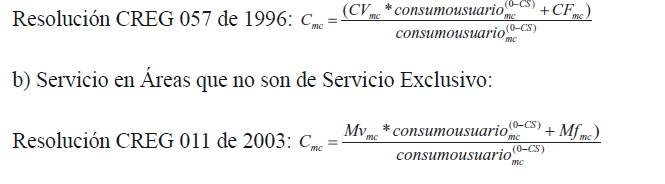 Resolución CREG 057 de 1996: C_{mc} = \frac{(CV_{mc} * consumousuario_{mc}^{(0-CS)} + CF_{mc})}{consumousuario_{mc}^{(0-CS)}}
b) Servicio en Áreas que no son de Servicio Exclusivo:
Resolución CREG 011 de 2003: C_{mc} = \frac{Mv_{mc} * consumousuario_{mc}^{(0-CS)} + Mf_{mc})}{consumousuario_{mc}^{(0-CS)}}